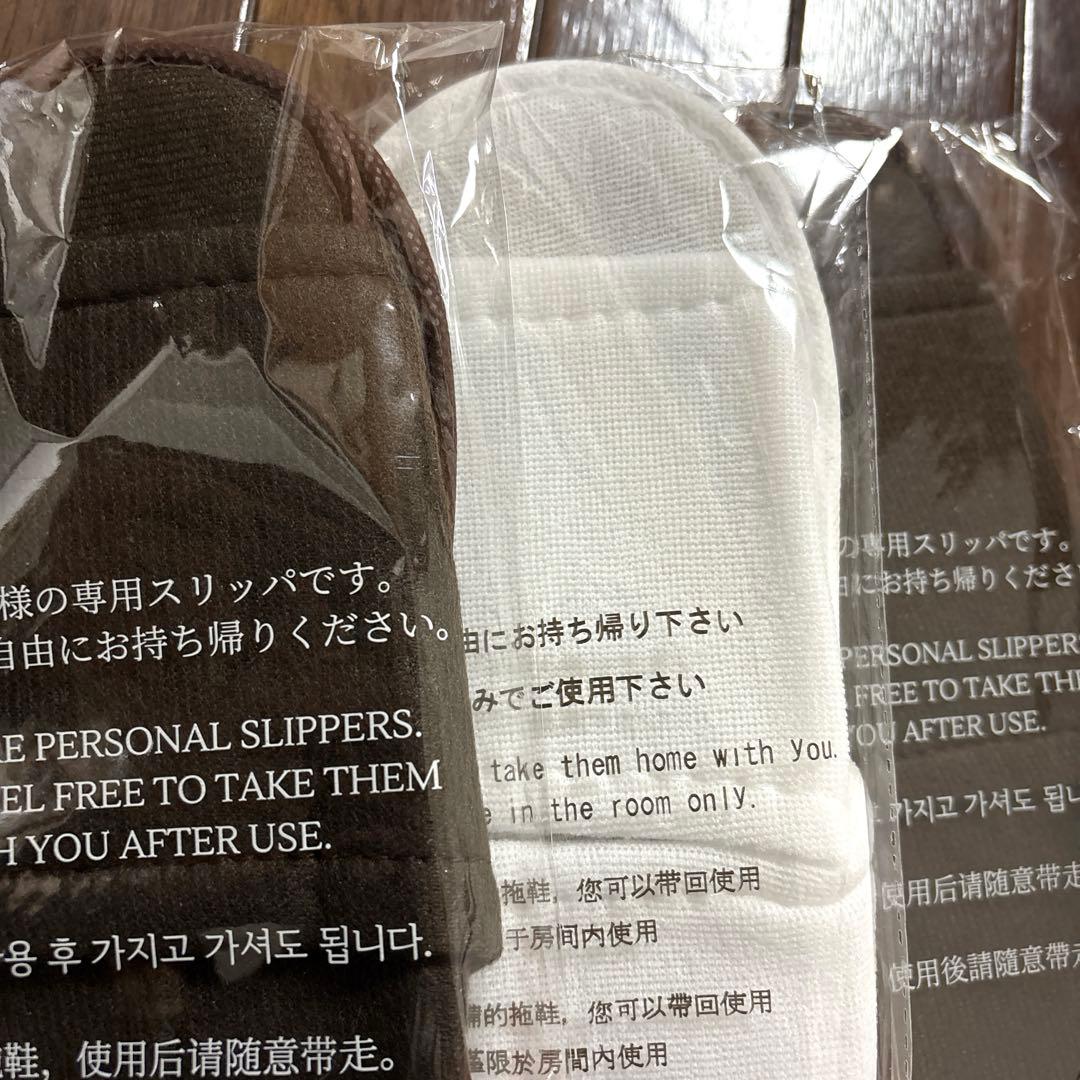 様の専用スリッパです。
自由にお持ち帰りください。
RE PERSONAL SLIPPERS.
EL FREE TO TAKE THEM
H YOU AFTER USE.
용 후 가지고 가셔도 됩니다.
鞋，使用后请随意带走。
由にお持ち帰り下さい
みでご使用下さい
take them home with you.
e in the room only.
拖鞋，您可以带回使用
于房间内使用
的拖鞋，您可以帶回使用
限於房間內使用
の専用スリッパです。
由にお持ち帰りくださ
PERSONAL SLIPPERS
FREE TO TAKE THE
YOU AFTER USE.
가지고 가셔도 됩니
使用后请随意带走
使用後請隨意帶走